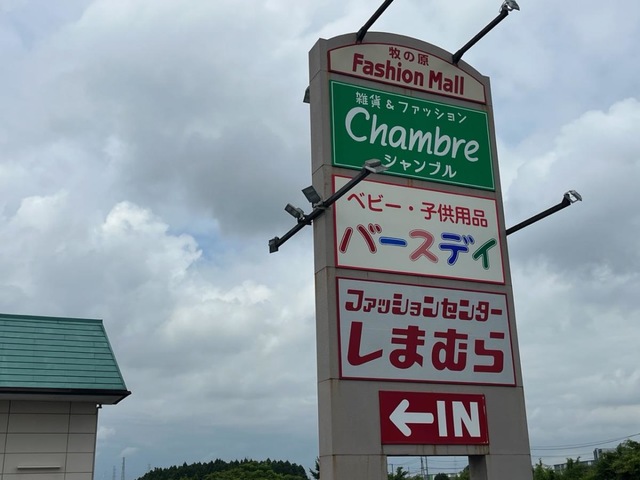 牧の原
Fashion Mall
雑貨&ファッション
Chambre
シャンブル
ベビー・子供用品
バースデイ
ファッションセンター
しまむら
←IN